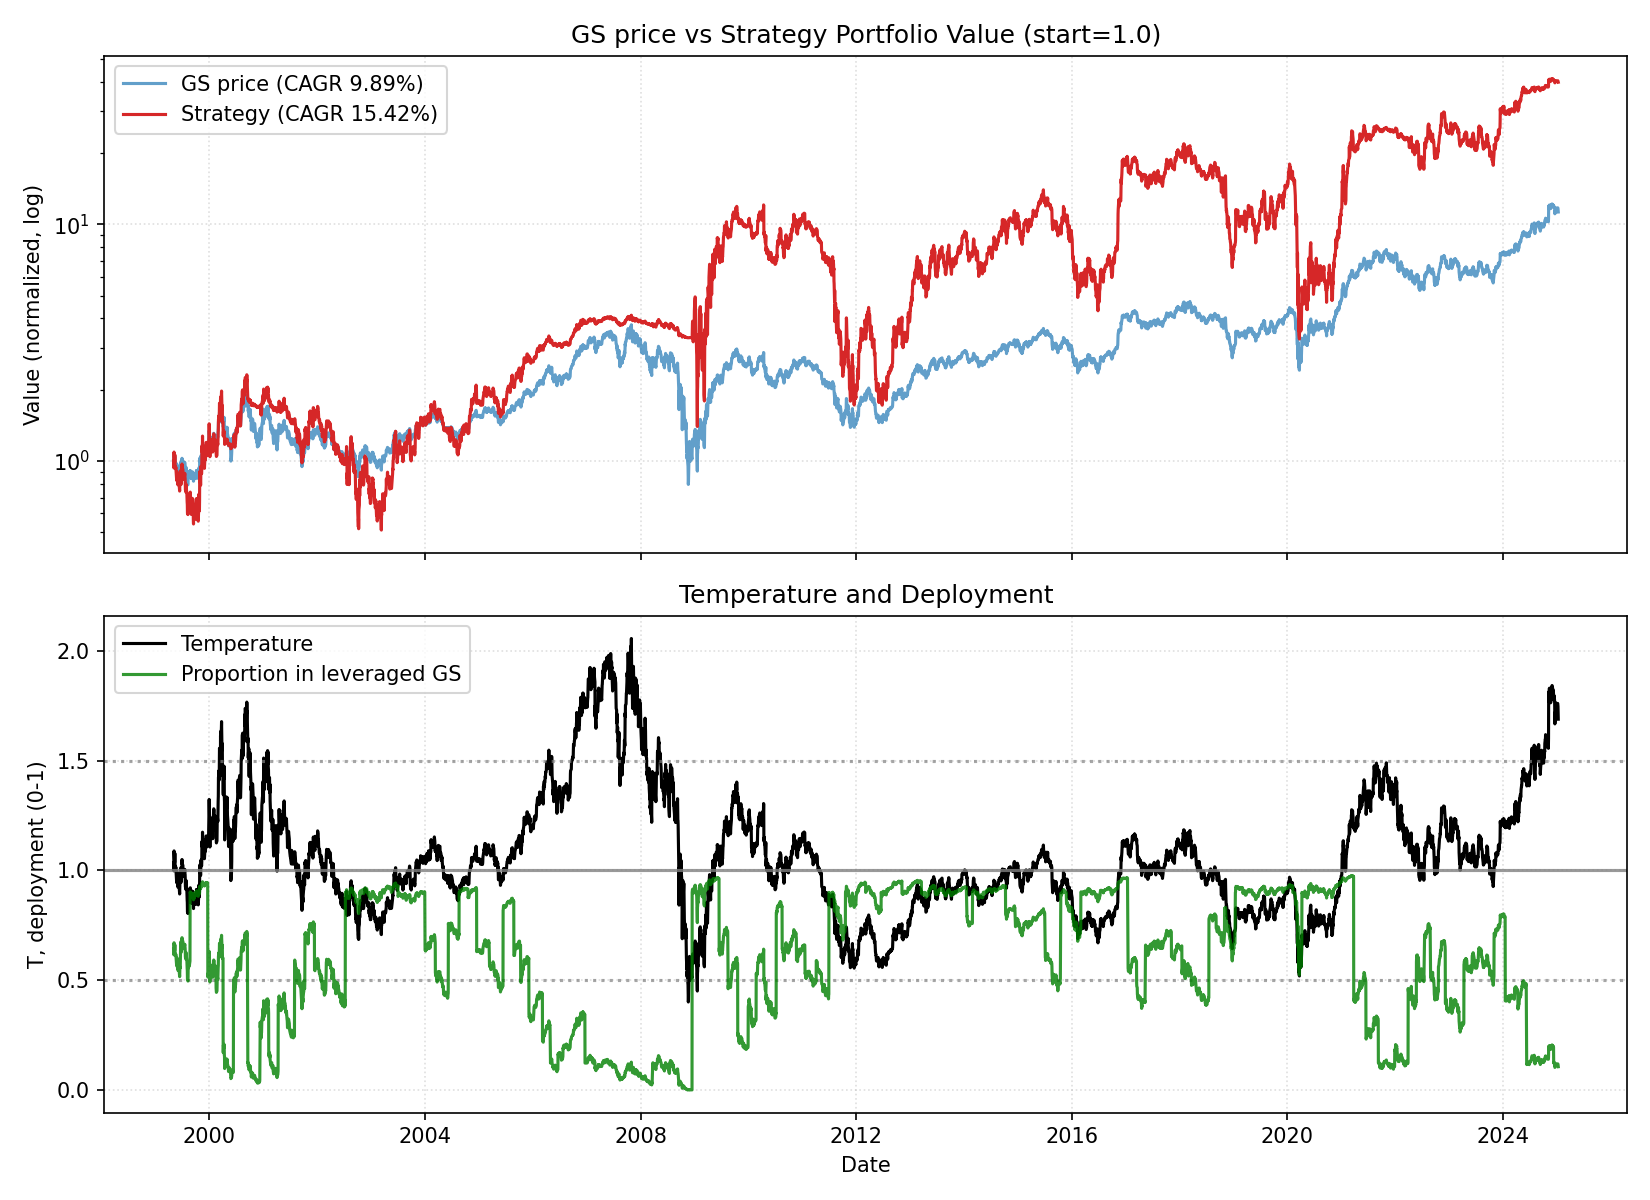 GS price vs Strategy Portfolio Value (start=1.0)
GS price (CAGR 9.89%)
Strategy (CAGR 15.42%)
Value (normalized, log)
10¹
10⁰
Temperature and Deployment
Temperature
Proportion in leveraged GS
T, deployment (0-1)
2.0
1.5
1.0
0.5
0.0
2000 2004 2008 2012 2016 2020 2024
Date